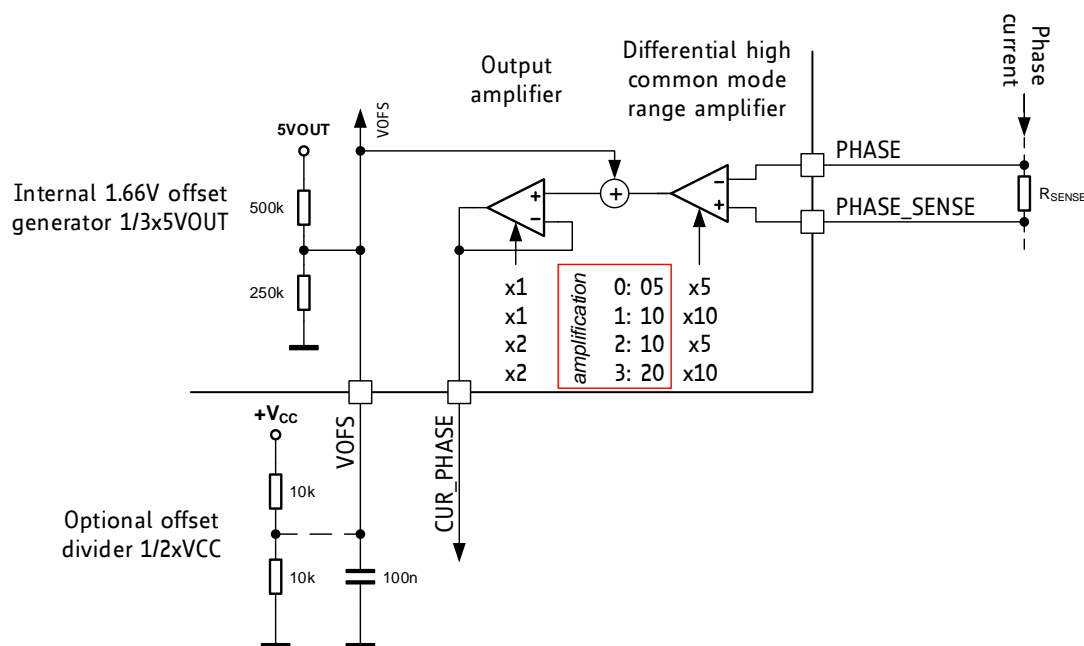 Output
amplifier
Differential high
common mode
range amplifier
Phase
current
VOFS
5VOUT
PHASE
Internal 1.66V offset
generator 1/3x5VOUT
500k
+
−
+
−
+
RSENSE
PHASE_SENSE
250k
x1 0: 05 x5
x1 1: 10 x10
x2 2: 10 x5
x2 3: 20 x10
amplification
+VCC
VOFS
CUR_PHASE
10k
Optional offset
divider 1/2xVCC
10k
100n